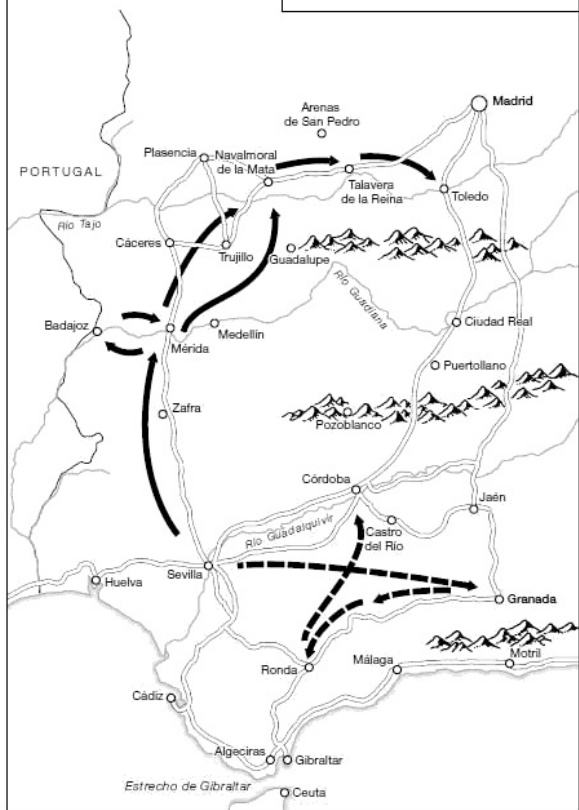 Madrid
Arenas
de San Pedro
Plasencia
Navalmoral
de la Mata
PORTUGAL
Talavera
de la Reina
Toledo
Río Tajo
Cáceres
Trujillo
Guadalupe
Río Guadiana
Badajoz
Mérida
Medellín
Ciudad Real
Puertollano
Zafra
Pozoblanco
Córdoba
Jaén
Río Guadalquivir
Castro
del Río
Sevilla
Huelva
Granada
Ronda
Málaga
Motril
Cádiz
Algeciras
Gibraltar
Estrecho de Gibraltar
Ceuta